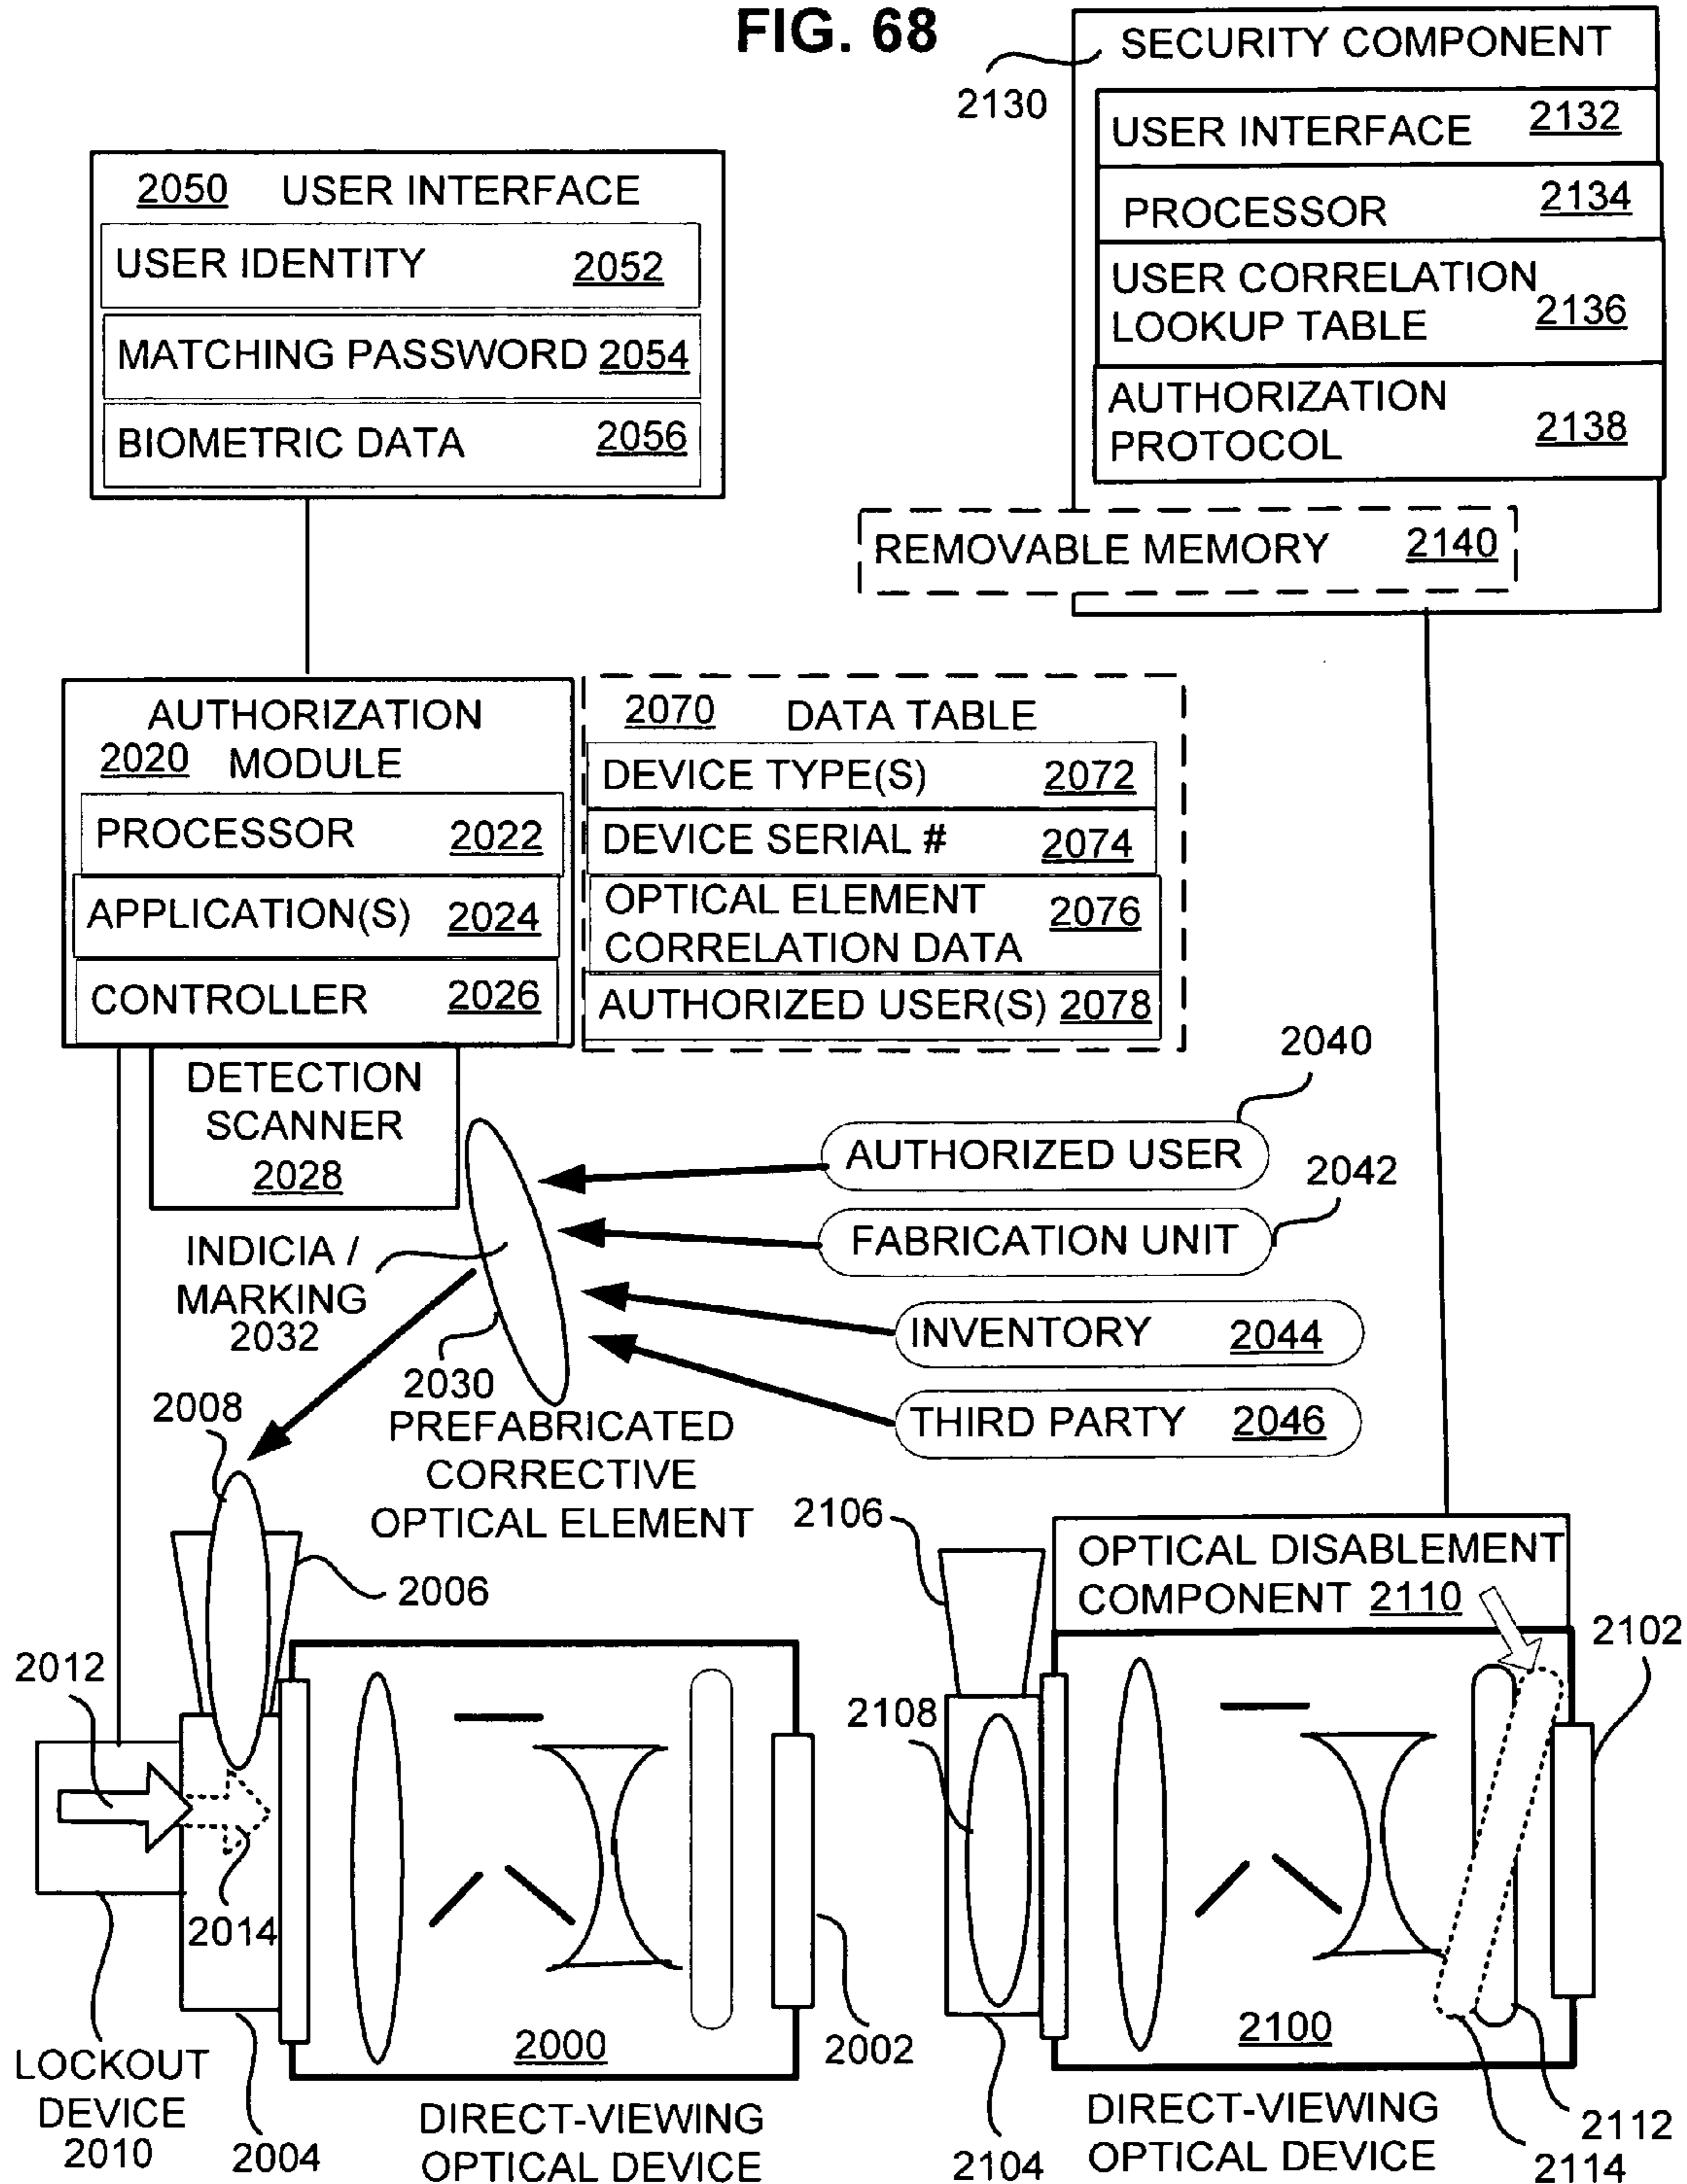 FIG. 68
SECURITY COMPONENT
2130
USER INTERFACE 2132
PROCESSOR 2134
USER CORRELATION
LOOKUP TABLE 2136
AUTHORIZATION
PROTOCOL 2138
REMOVABLE MEMORY 2140
2050 USER INTERFACE
USER IDENTITY 2052
MATCHING PASSWORD 2054
BIOMETRIC DATA 2056
AUTHORIZATION
2020 MODULE
PROCESSOR 2022
APPLICATION(S) 2024
CONTROLLER 2026
2070 DATA TABLE
DEVICE TYPE(S) 2072
DEVICE SERIAL # 2074
OPTICAL ELEMENT
CORRELATION DATA 2076
AUTHORIZED USER(S) 2078
DETECTION
SCANNER
2028
2040
AUTHORIZED USER
2042
FABRICATION UNIT
INVENTORY 2044
THIRD PARTY 2046
INDICIA /
MARKING
2032
2030
PREFABRICATED
CORRECTIVE
OPTICAL ELEMENT
2008
2006
2012
2014
LOCKOUT
DEVICE
2010
2004
2000
2002
DIRECT-VIEWING
OPTICAL DEVICE
2106
OPTICAL DISABLEMENT
COMPONENT 2110
2102
2108
2100
2104
DIRECT-VIEWING
OPTICAL DEVICE
2112
2114